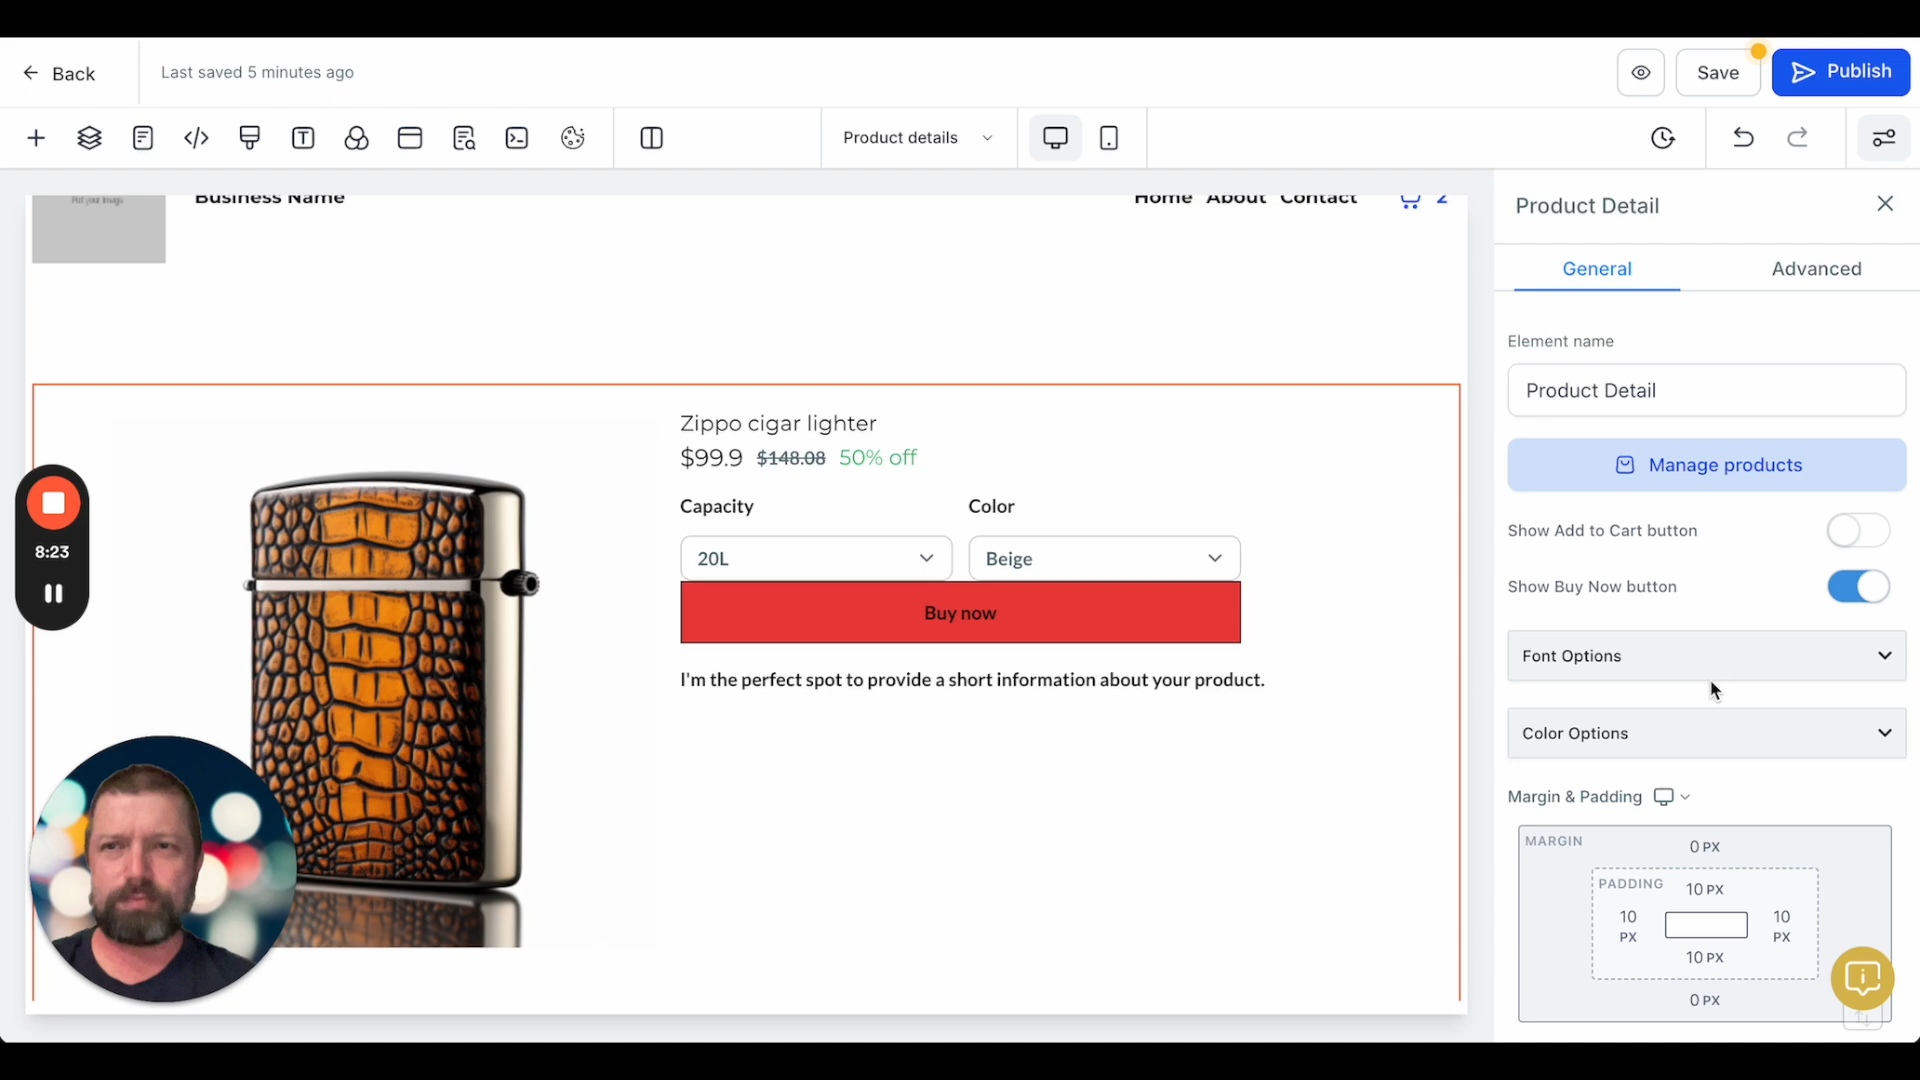 Back
Last saved 5 minutes ago
Save
Publish
Product details
Put your Image
Business Name
Home About Contact
2
Product Detail
General
Advanced
Element name
Product Detail
Manage products
Show Add to Cart button
Show Buy Now button
Font Options
Color Options
Margin & Padding
MARGIN
0 PX
PADDING
10 PX
10 PX
10 PX
10 PX
0 PX
Zippo cigar lighter
$99.9 $148.08 50% off
Capacity
Color
20L
Beige
Buy now
I'm the perfect spot to provide a short information about your product.
8:23